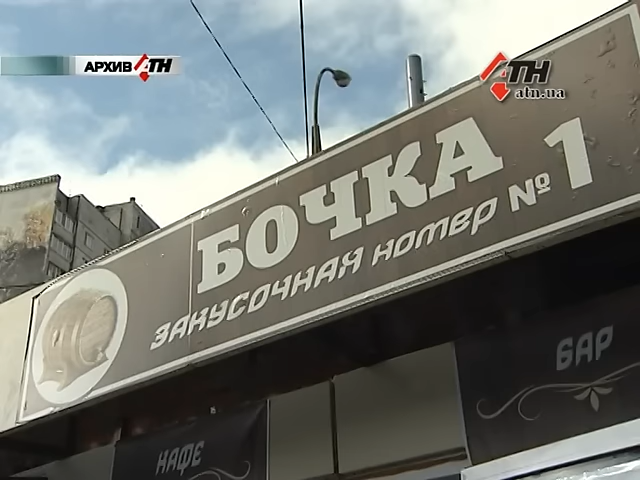 АРХИВ АТН
АТН
atn.ua
БОЧКА
ЗАКУСОЧНАЯ НОМЕР № 1
БАР
КАФЕ